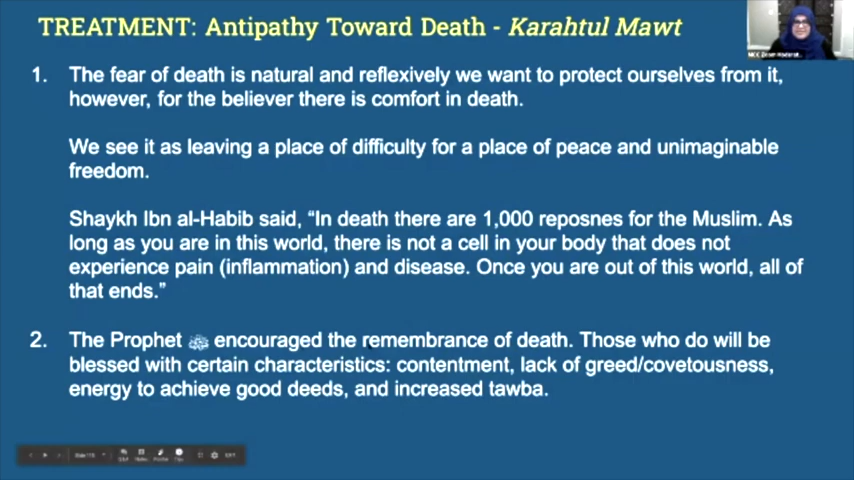 TREATMENT: Antipathy Toward Death - Karahtul Mawt
1. The fear of death is natural and reflexively we want to protect ourselves from it,
however, for the believer there is comfort in death.
We see it as leaving a place of difficulty for a place of peace and unimaginable
freedom.
Shaykh Ibn al-Habib said, “In death there are 1,000 reposnes for the Muslim. As
long as you are in this world, there is not a cell in your body that does not
experience pain (inflammation) and disease. Once you are out of this world, all of
that ends.”
2. The Prophet ﷺ encouraged the remembrance of death. Those who do will be
blessed with certain characteristics: contentment, lack of greed/covetousness,
energy to achieve good deeds, and increased tawba.